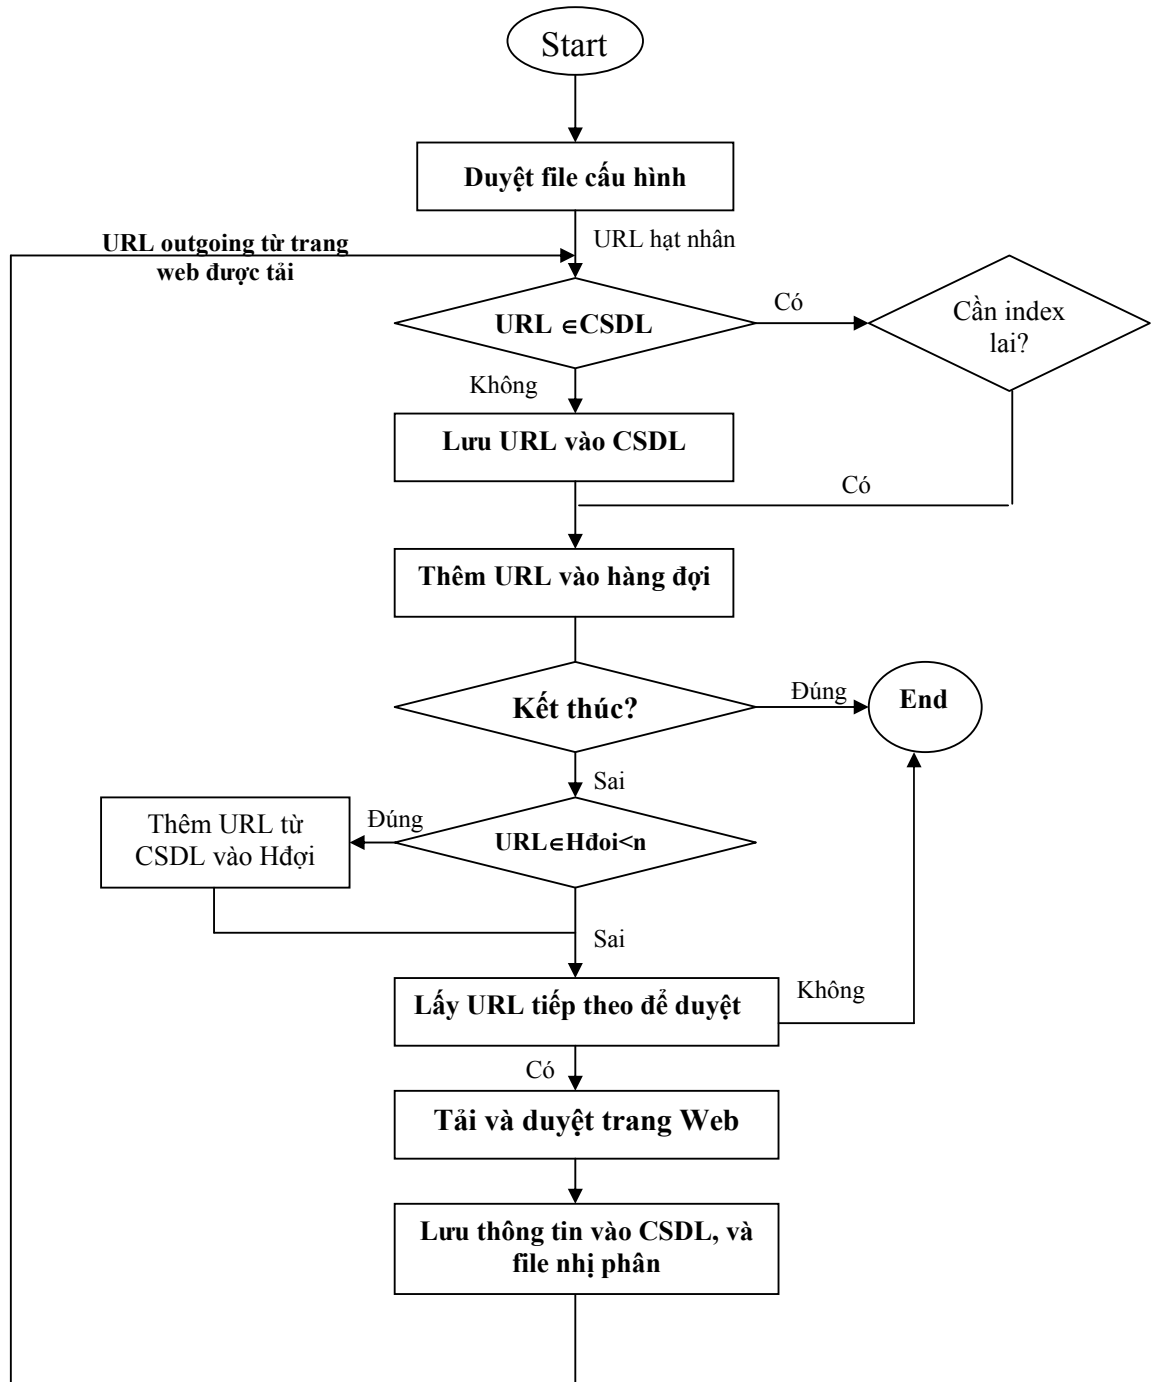 Start
Duyệt file cấu hình
URL hạt nhân
URL outgoing từ trang
web được tải
URL ∈CSDL
Có
Cần index
lai?
Không
Lưu URL vào CSDL
Có
Thêm URL vào hàng đợi
Kết thúc?
Đúng
End
Sai
Thêm URL từ
CSDL vào Hđợi
Đúng
URL∈Hđoi<n
Sai
Lấy URL tiếp theo để duyệt
Không
Có
Tải và duyệt trang Web
Lưu thông tin vào CSDL, và
file nhị phân